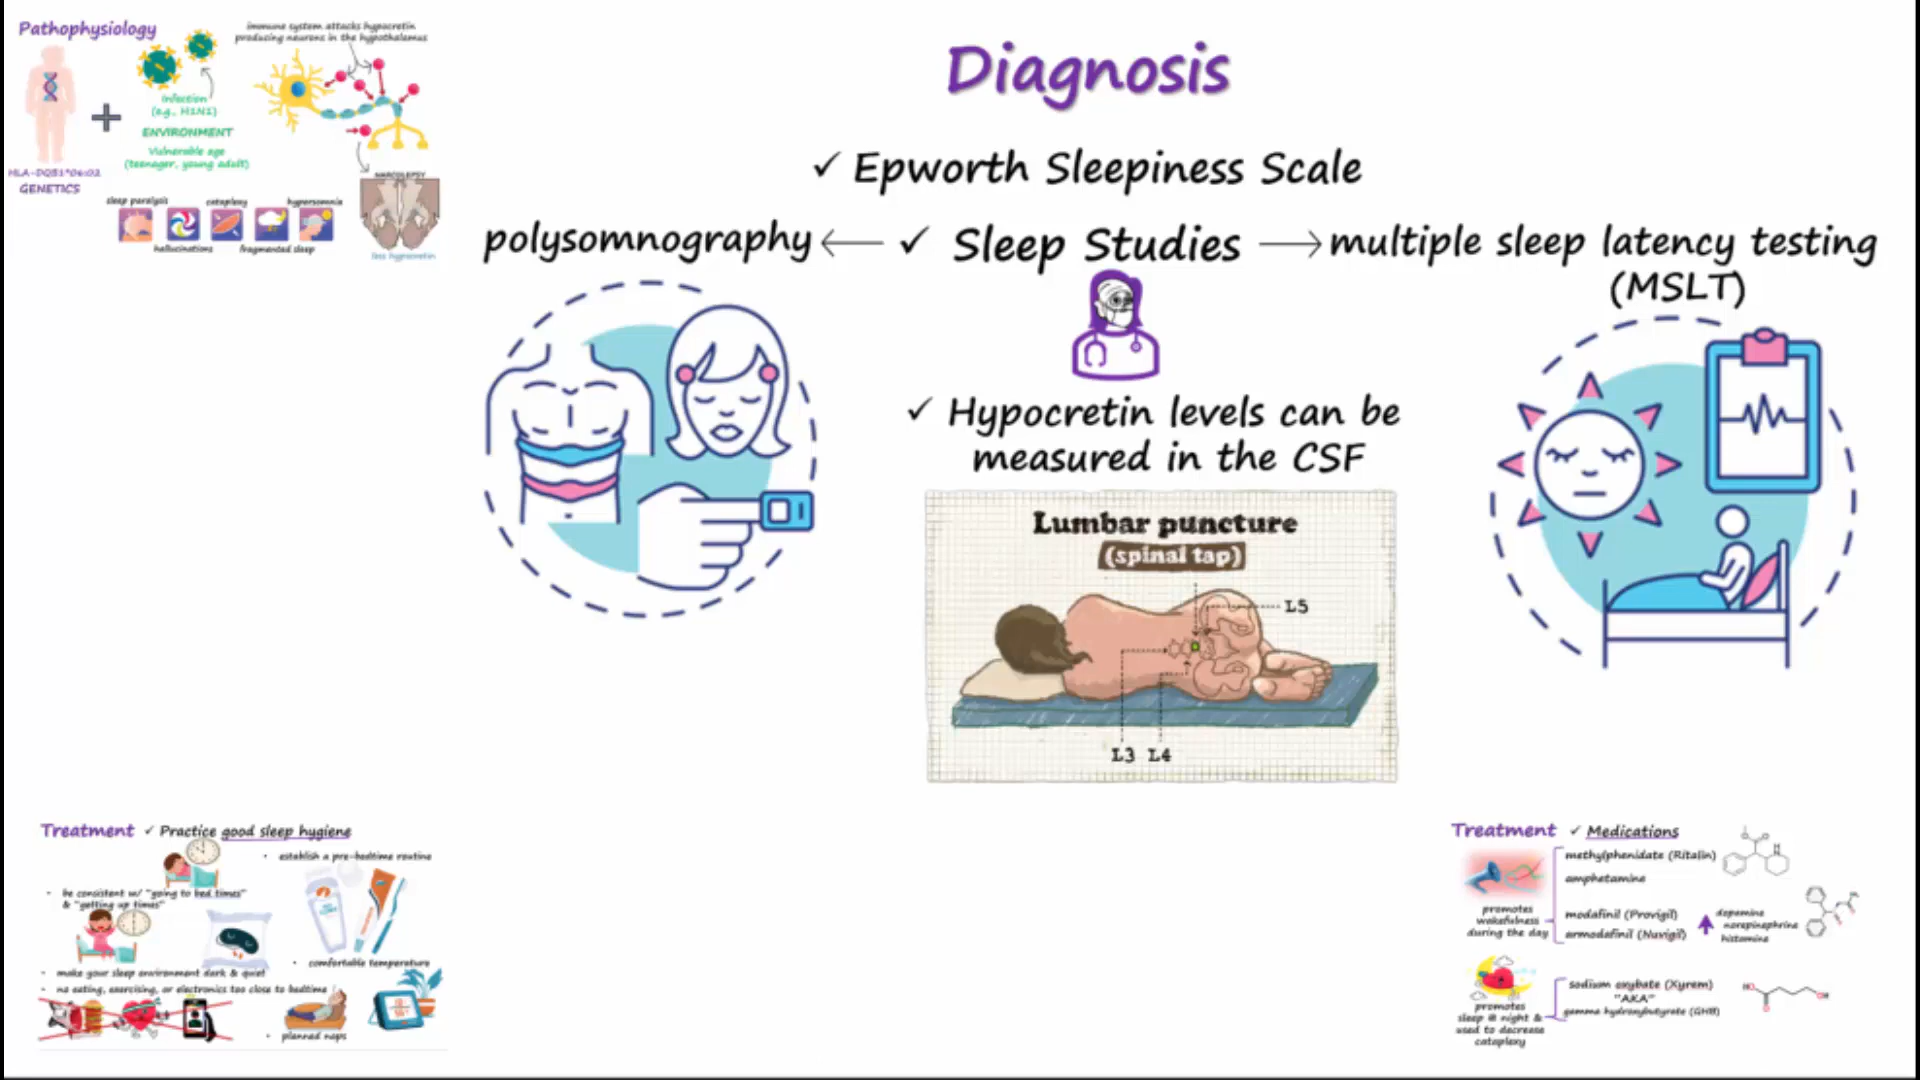 Pathophysiology
immune system attacks hypocretin
producing neurons in the hypothalamus
Infection
(e.g., H1N1)
ENVIRONMENT
Vulnerable age
(teenager, young adult)
HLA-DQB1*06:02
GENETICS
NARCOLEPSY
sleep paralysis
cataplexy
hypersomnia
hallucinations
fragmented sleep
less hypocretin
Diagnosis
✓ Epworth Sleepiness Scale
polysomnography ← ✓ Sleep Studies → multiple sleep latency testing
(MSLT)
✓ Hypocretin levels can be
measured in the CSF
Lumbar puncture
(spinal tap)
L5
L3 L4
Treatment ✓ Practice good sleep hygiene
• establish a pre-bedtime routine
- be consistent w/ "going to bed times"
& "getting up times"
• comfortable temperature
- make your sleep environment dark & quiet
- no eating, exercising, or electronics too close to bedtime
• planned naps
Treatment ✓ Medications
methylphenidate (Ritalin)
amphetamine
promotes
wakefulness
during the day
modafinil (Provigil)
armodafinil (Nuvigil)
dopamine
norepinephrine
histamine
promotes
sleep @ night &
used to decrease
cataplexy
sodium oxybate (Xyrem)
"AKA"
gamma hydroxybutyrate (GHB)
HO
OH